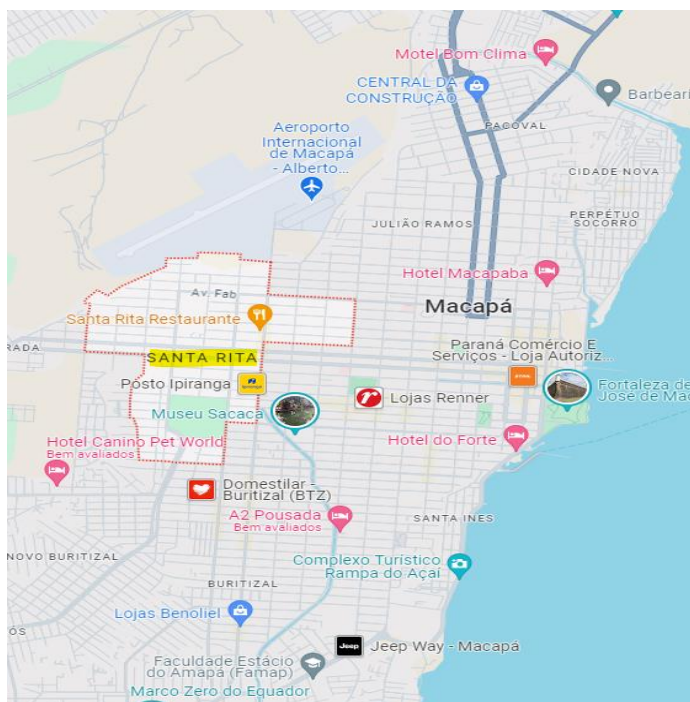 Motel Bom Clima
CENTRAL DA
CONSTRUÇÃO
Barbeari
PACOVAL
Aeroporto
Internacional
de Macapá
- Alberto...
CIDADE NOVA
PERPÉTUO
SOCORRO
JULIÃO RAMOS
Hotel Macapaba
Av. Fab
Macapá
Santa Rita Restaurante
Paraná Comércio E
Serviços - Loja Autoriz...
RADA
SANTA RITA
Posto Ipiranga
Fortaleza de
José de Mac
Lojas Renner
Museu Sacaca
Hotel Canino Pet World
Bem avaliados
Hotel do Forte
Domestilar -
Buritizal (BTZ)
A2 Pousada
Bem avaliados
SANTA INES
NOVO BURITIZAL
Complexo Turístico
Rampa do Açaí
BURITIZAL
Lojas Benoliel
ÓS
Jeep
Jeep Way - Macapá
Faculdade Estácio
do Amapá (Famap)
Marco Zero do Equador